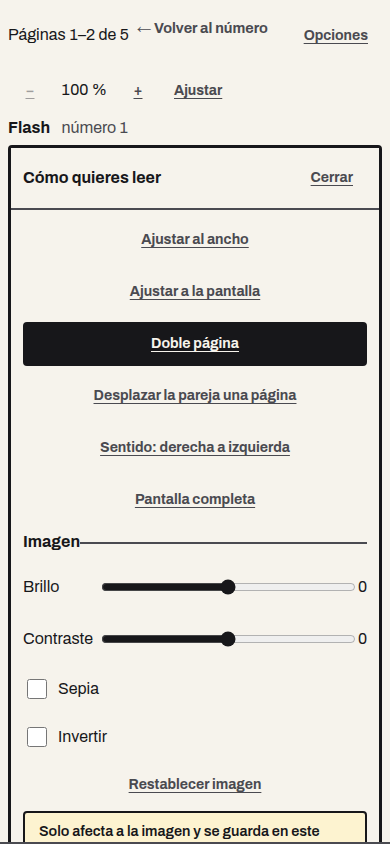 Páginas 1–2 de 5 ←Volver al número Opciones
− 100 % + Ajustar
Flash número 1
Cómo quieres leer Cerrar
Ajustar al ancho
Ajustar a la pantalla
Doble página
Desplazar la pareja una página
Sentido: derecha a izquierda
Pantalla completa
Imagen
Brillo 0
Contraste 0
Sepia
Invertir
Restablecer imagen
Solo afecta a la imagen y se guarda en este